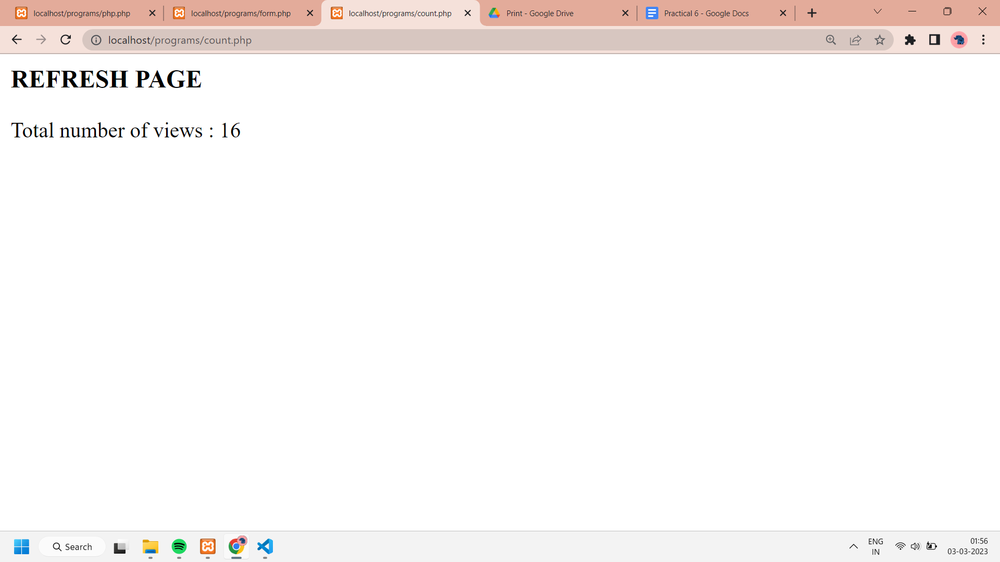 localhost/programs/php.php
localhost/programs/form.php
localhost/programs/count.php
Print - Google Drive
Practical 6 - Google Docs
localhost/programs/count.php
REFRESH PAGE
Total number of views : 16
Search
ENG
IN
01:56
03-03-2023